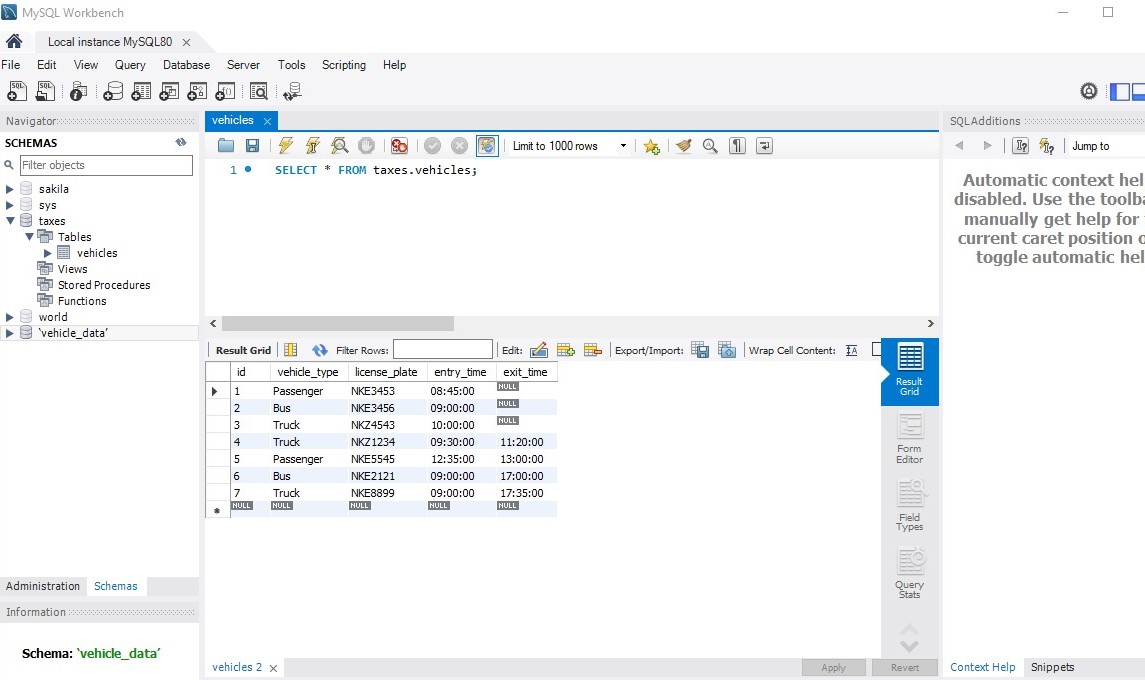 MySQL Workbench
Local instance MySQL80
File Edit View Query Database Server Tools Scripting Help
Navigator
SCHEMAS
Filter objects
sakila
sys
taxes
Tables
vehicles
Views
Stored Procedures
Functions
world
'vehicle_data'
Administration Schemas
Information
Schema: 'vehicle_data'
vehicles
Limit to 1000 rows
1 SELECT * FROM taxes.vehicles;
Result Grid Filter Rows: Edit: Export/Import: Wrap Cell Content:
id vehicle_type license_plate entry_time exit_time
1 Passenger NKE3453 08:45:00 NULL
2 Bus NKE3456 09:00:00 NULL
3 Truck NKZ4543 10:00:00 NULL
4 Truck NKZ1234 09:30:00 11:20:00
5 Passenger NKE5545 12:35:00 13:00:00
6 Bus NKE2121 09:00:00 17:00:00
7 Truck NKE8899 09:00:00 17:35:00
NULL NULL NULL NULL NULL
Result
Grid
Form
Editor
Field
Types
Query
Stats
vehicles 2
Apply Revert
SQLAdditions
Jump to
Automatic context hel
disabled. Use the toolba
manually get help for
current caret position o
toggle automatic hel
Context Help Snippets